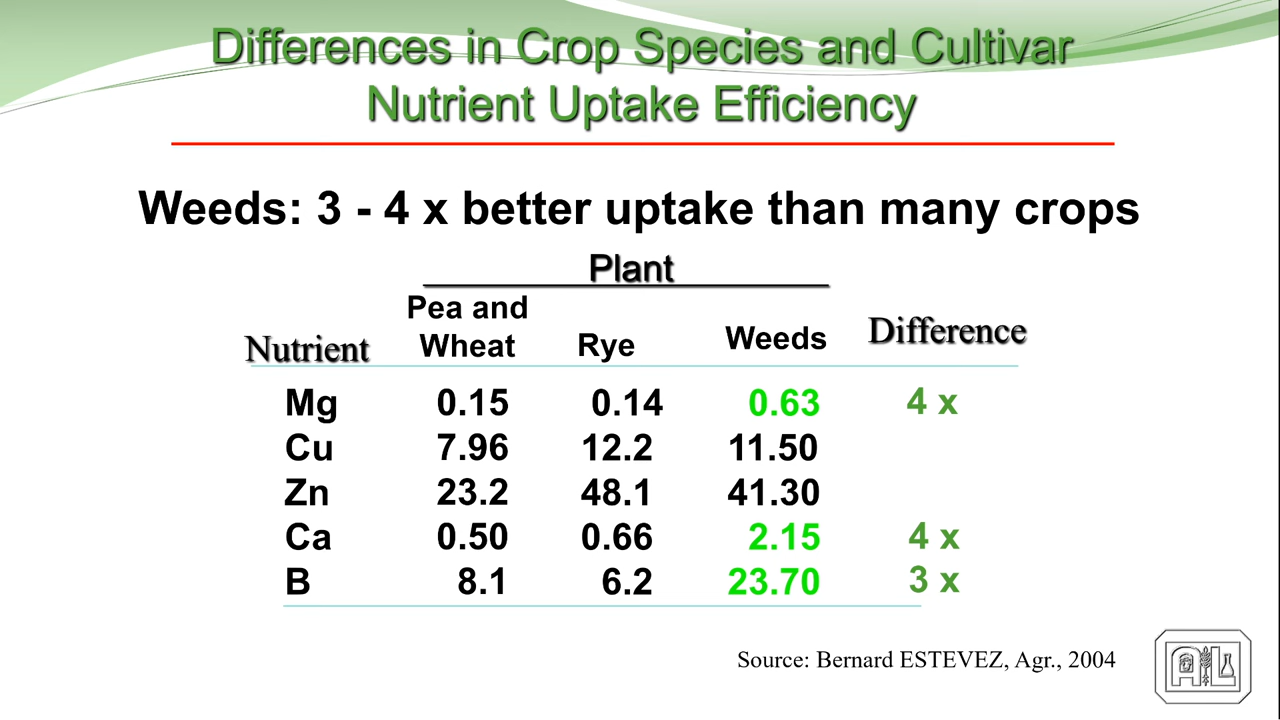 Differences in Crop Species and Cultivar
Nutrient Uptake Efficiency
Weeds: 3 - 4 x better uptake than many crops
Plant
Nutrient Pea and Wheat Rye Weeds Difference
Mg 0.15 0.14 0.63 4 x
Cu 7.96 12.2 11.50
Zn 23.2 48.1 41.30
Ca 0.50 0.66 2.15 4 x
B 8.1 6.2 23.70 3 x
Source: Bernard ESTEVEZ, Agr., 2004
A L